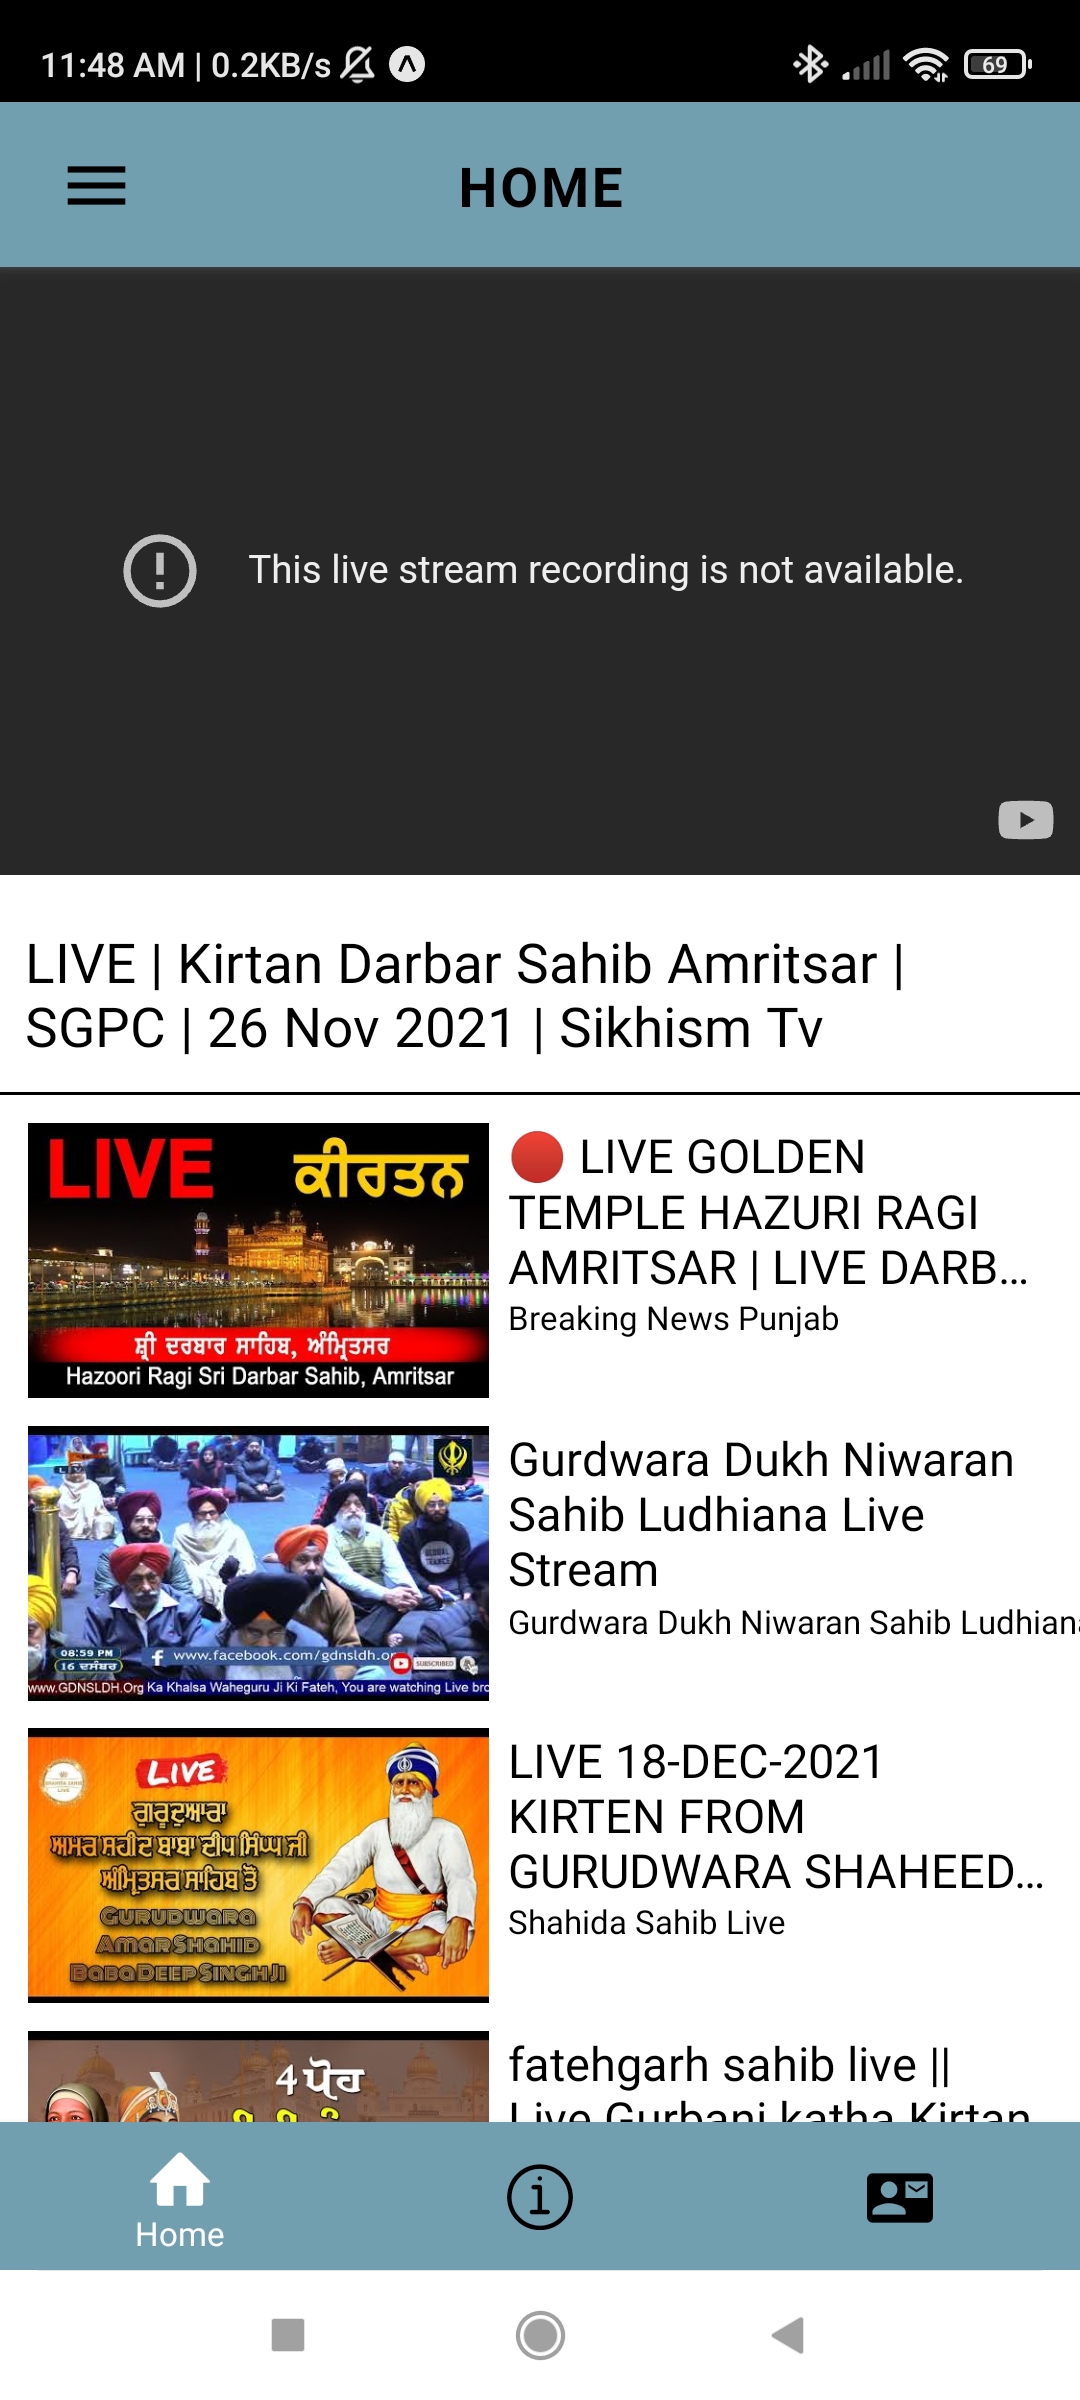 11:48 AM | 0.2KB/s
69
HOME
This live stream recording is not available.
LIVE | Kirtan Darbar Sahib Amritsar |
SGPC | 26 Nov 2021 | Sikhism Tv
LIVE ਕੀਰਤਨ
ਸ਼੍ਰੀ ਦਰਬਾਰ ਸਾਹਿਬ, ਅੰਮ੍ਰਿਤਸਰ
Hazoori Ragi Sri Darbar Sahib, Amritsar
🔴 LIVE GOLDEN
TEMPLE HAZURI RAGI
AMRITSAR | LIVE DARB...
Breaking News Punjab
LIVE
GLOBAL
TRANCE
08:59 PM
16 ਦਸੰਬਰ
www.facebook.com/gdnsldh.or
SUBSCRIBED
www.GDNSLDH.Org Ka Khalsa Waheguru Ji Ki Fateh, You are watching Live bro
Gurdwara Dukh Niwaran
Sahib Ludhiana Live
Stream
Gurdwara Dukh Niwaran Sahib Ludhiana
LIVE
ਗੁਰਦੁਆਰਾ
ਅਮਰ ਸ਼ਹੀਦ ਬਾਬਾ ਦੀਪ ਸਿੰਘ ਜੀ
ਅੰਮ੍ਰਿਤਸਰ ਸਾਹਿਬ ਤੋਂ
GURUDWARA
AMAR SHAHID
BABA DEEP SINGH JI
LIVE 18-DEC-2021
KIRTEN FROM
GURUDWARA SHAHEED...
Shahida Sahib Live
4 ਪੋਹ
fatehgarh sahib live ||
Live Gurbani katha Kirtan
Home